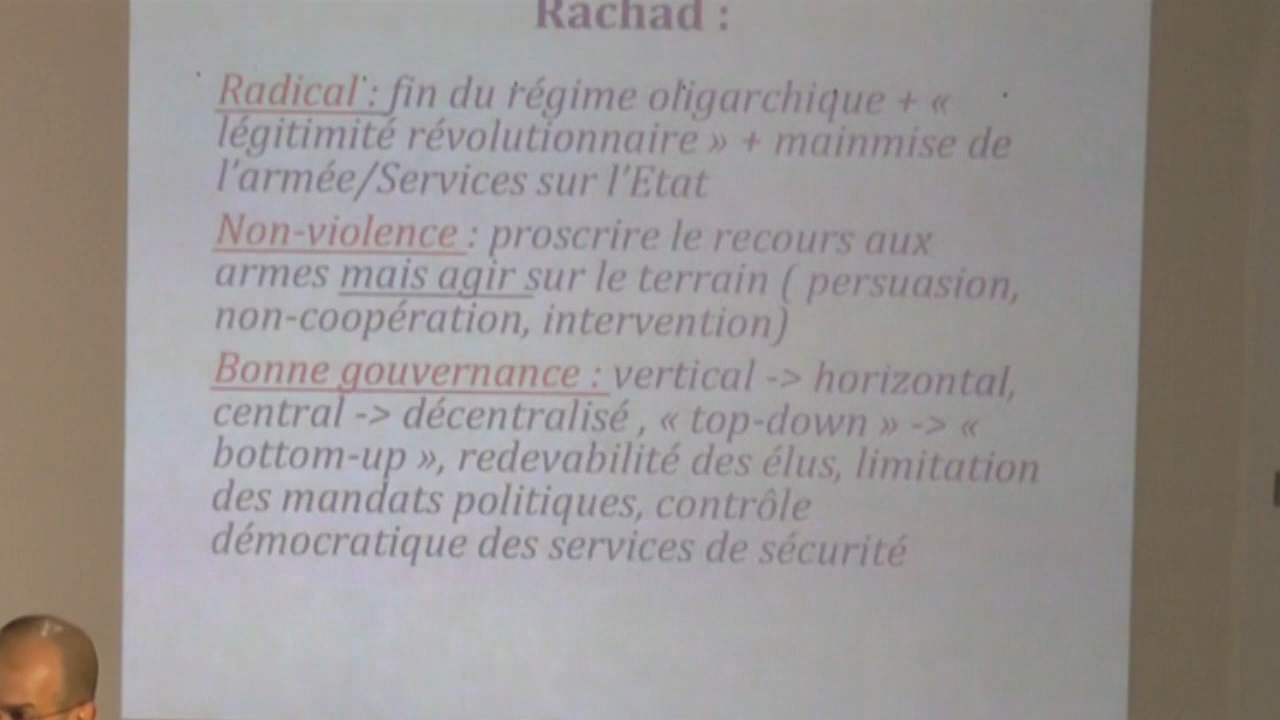 Rachad :
Radical : fin du régime oligarchique + «
légitimité révolutionnaire » + mainmise de
l'armée/Services sur l'Etat
Non-violence : proscrire le recours aux
armes mais agir sur le terrain ( persuasion,
non-coopération, intervention)
Bonne gouvernance : vertical -> horizontal,
central -> décentralisé , « top-down » -> «
bottom-up », redevabilité des élus, limitation
des mandats politiques, contrôle
démocratique des services de sécurité